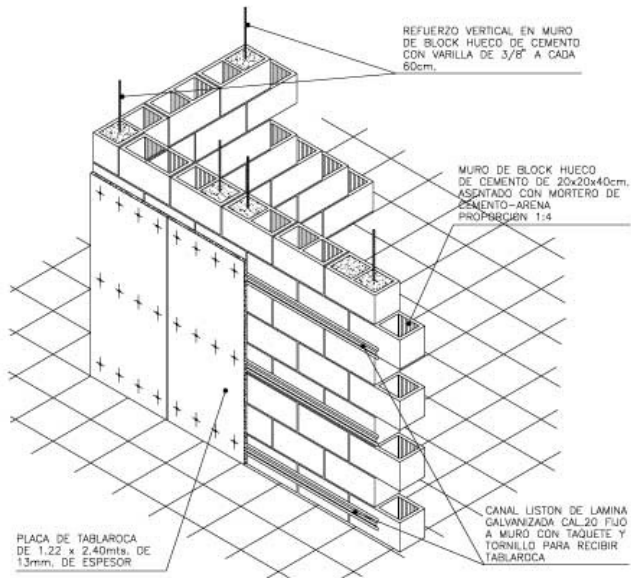 REFUERZO VERTICAL EN MURO
DE BLOCK HUECO DE CEMENTO
CON VARILLA DE 3/8" A CADA
60cm.
MURO DE BLOCK HUECO
DE CEMENTO DE 20x20x40cm.
ASENTADO CON MORTERO DE
CEMENTO-ARENA
PROPORCION 1:4
CANAL LISTON DE LAMINA
GALVANIZADA CAL.20 FIJO
A MURO CON TAQUETE Y
TORNILLO PARA RECIBIR
TABLAROCA
PLACA DE TABLAROCA
DE 1.22 x 2.40mts. DE
13mm. DE ESPESOR